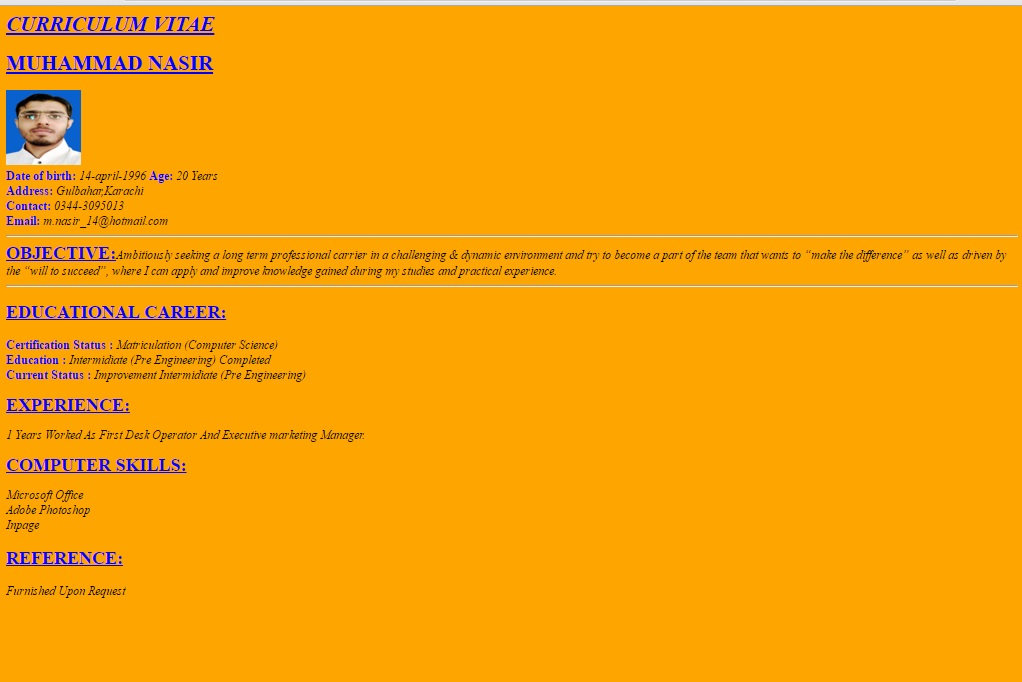 CURRICULUM VITAE
MUHAMMAD NASIR
Date of birth: 14-april-1996 Age: 20 Years
Address: Gulbahar,Karachi
Contact: 0344-3095013
Email: m.nasir_14@hotmail.com
OBJECTIVE:Ambitiously seeking a long term professional carrier in a challenging & dynamic environment and try to become a part of the team that wants to “make the difference” as well as driven by
the “will to succeed”, where I can apply and improve knowledge gained during my studies and practical experience.
EDUCATIONAL CAREER:
Certification Status : Matriculation (Computer Science)
Education : Intermidiate (Pre Engineering) Completed
Current Status : Improvement Intermidiate (Pre Engineering)
EXPERIENCE:
1 Years Worked As First Desk Operator And Executive marketing Manager.
COMPUTER SKILLS:
Microsoft Office
Adobe Photoshop
Inpage
REFERENCE:
Furnished Upon Request